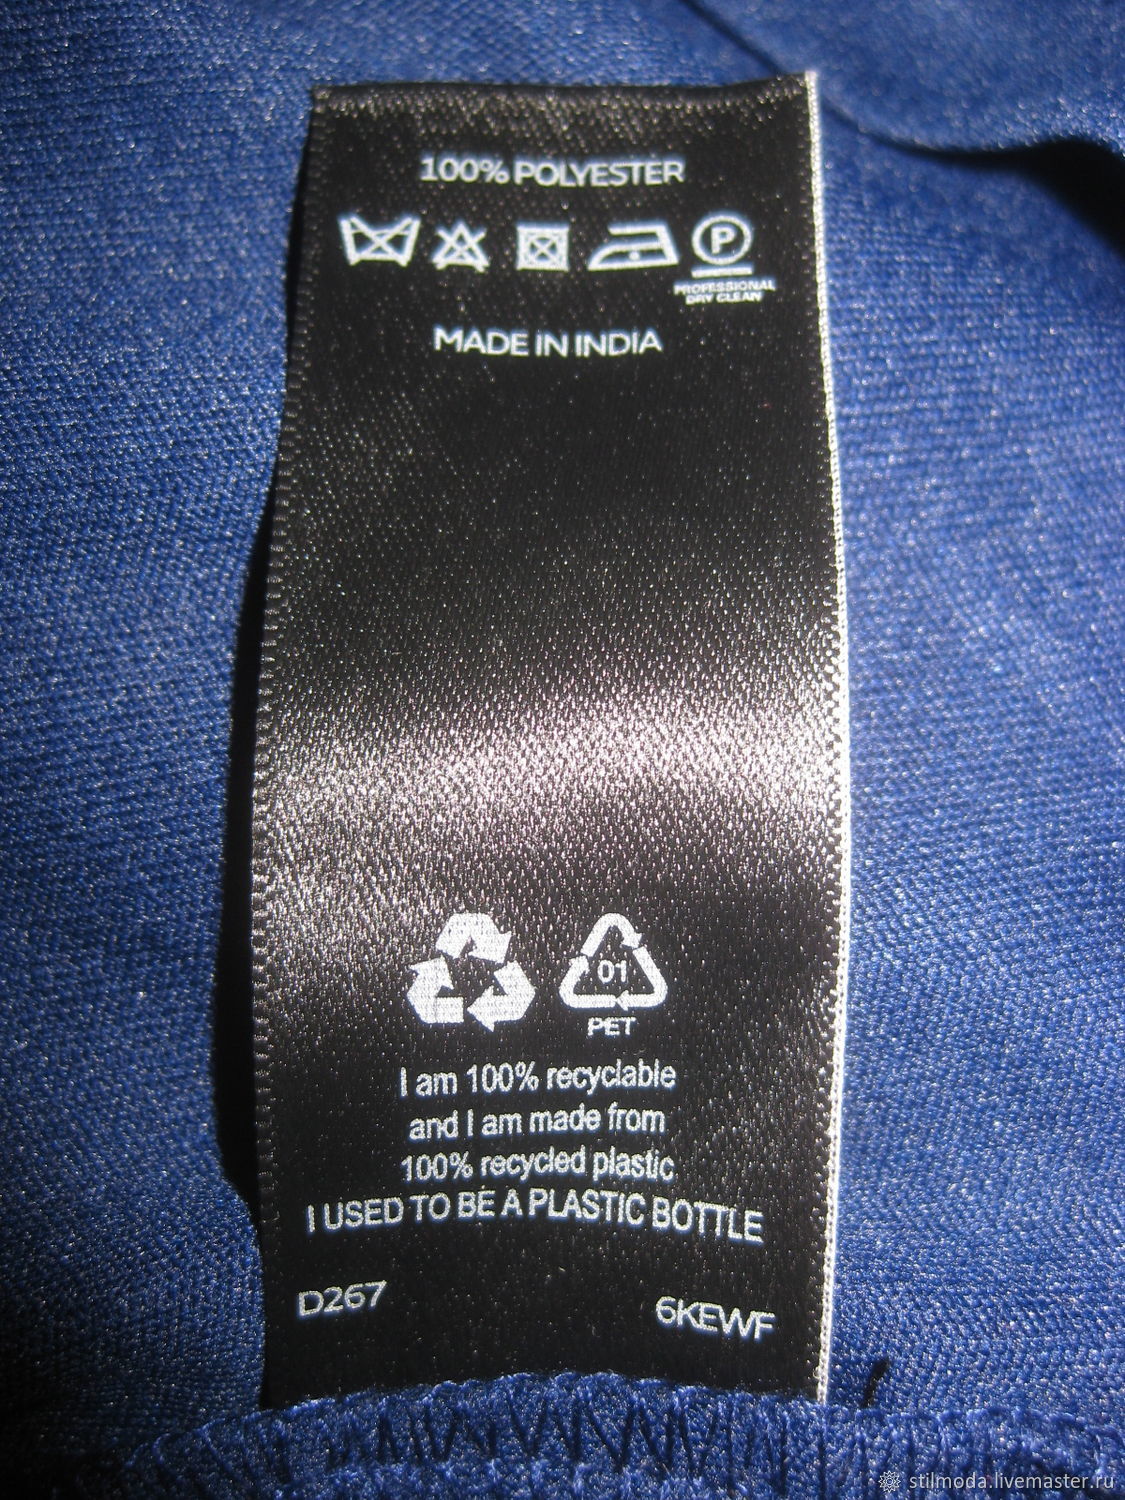 100% POLYESTER
P
PROFESSIONAL
DRY CLEAN
MADE IN INDIA
01
PET
I am 100% recyclable
and I am made from
100% recycled plastic
I USED TO BE A PLASTIC BOTTLE
D267
6KEWF
stilmoda.livemaster.ru